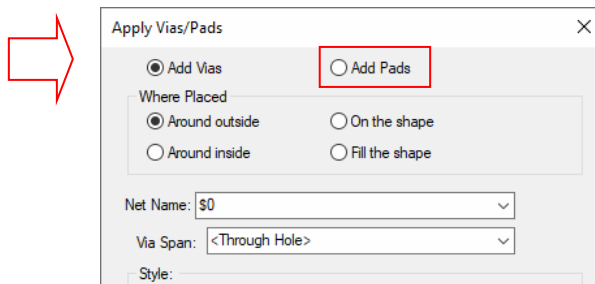 Apply Vias/Pads
Add Vias Add Pads
Where Placed
Around outside On the shape
Around inside Fill the shape
Net Name: $0
Via Span: <Through Hole>
Style: